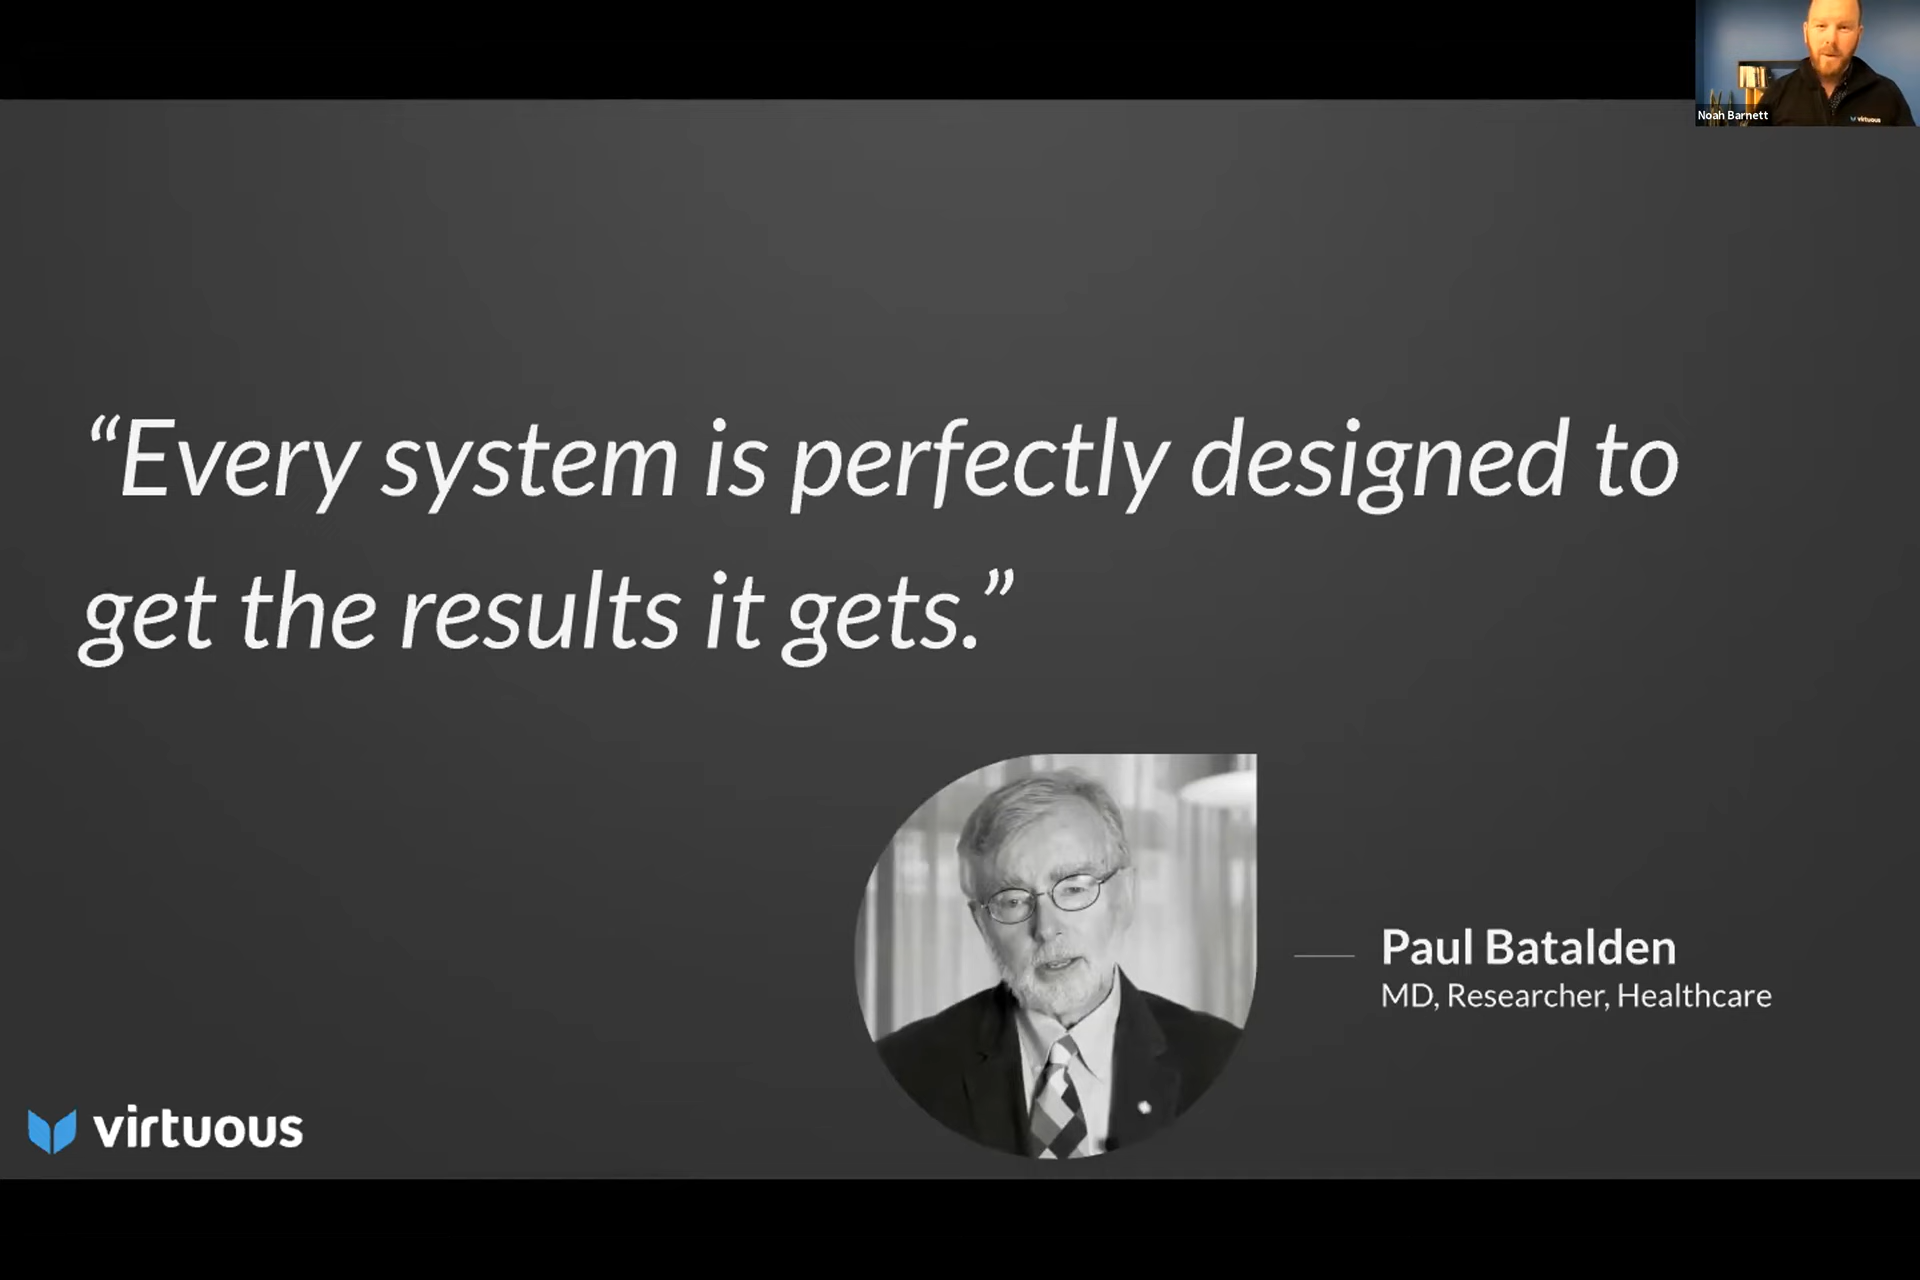 Noah Barnett
virtuous
“Every system is perfectly designed to
get the results it gets.”
Paul Batalden
MD, Researcher, Healthcare
virtuous